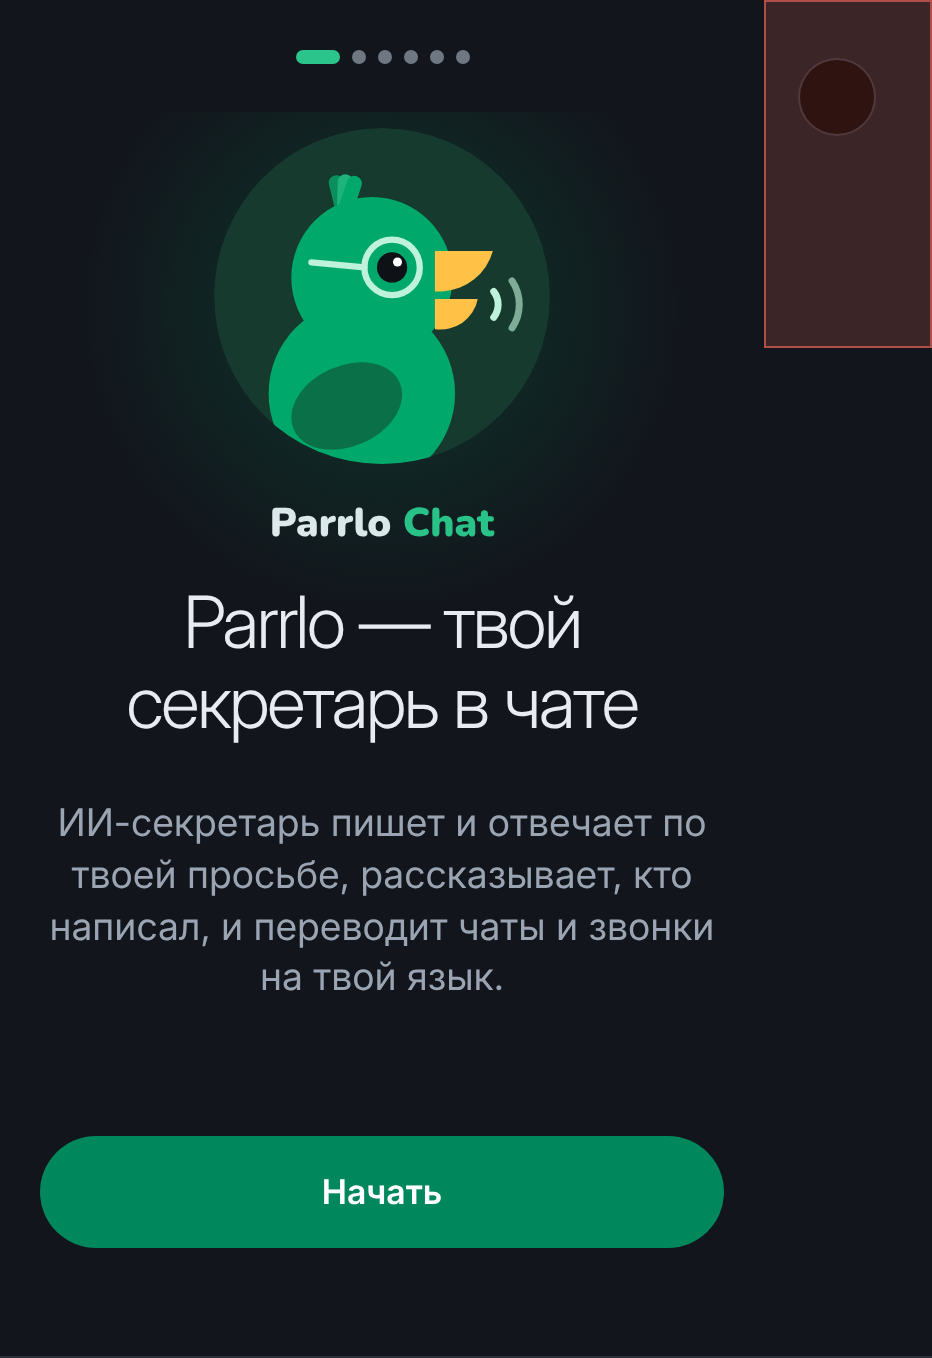 Parrlo Chat
Parrlo — твой
секретарь в чате
ИИ-секретарь пишет и отвечает по
твоей просьбе, рассказывает, кто
написал, и переводит чаты и звонки
на твой язык.
Начать